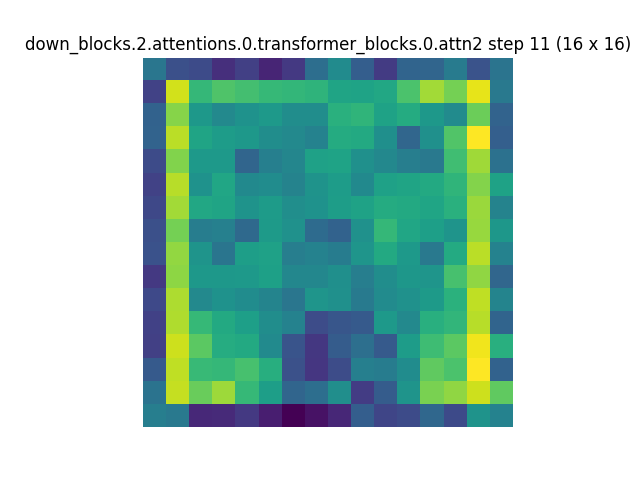 down_blocks.2.attentions.0.transformer_blocks.0.attn2 step 11 (16 x 16)